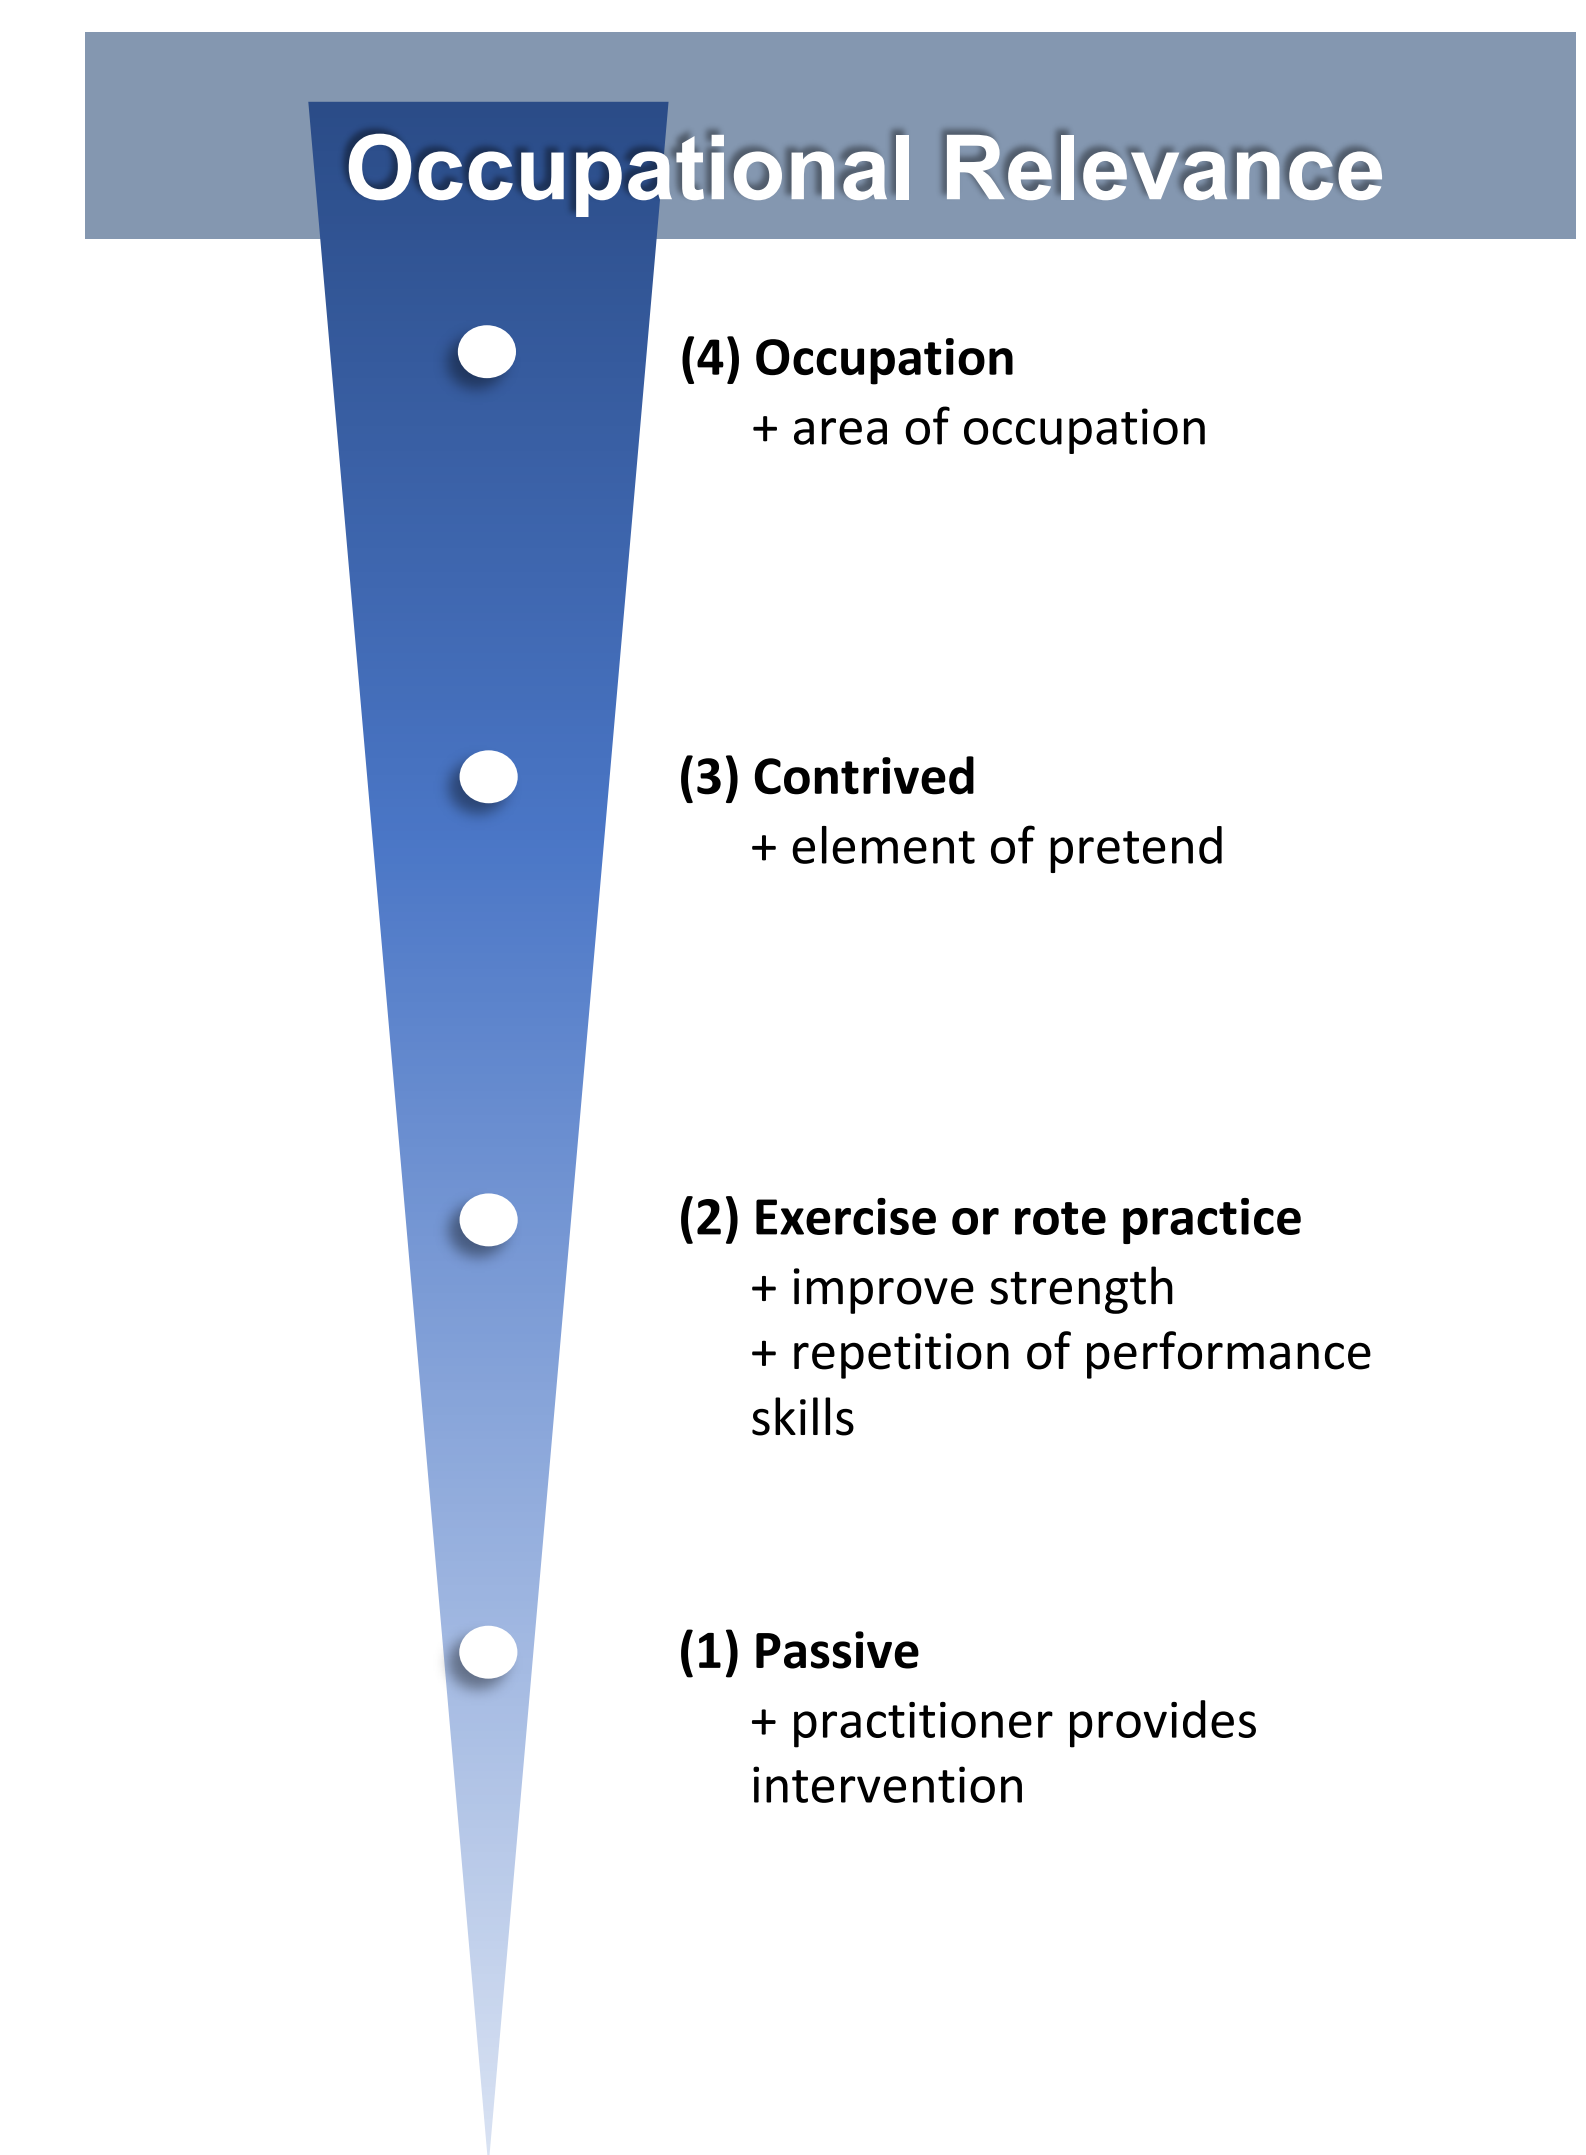 Occupational Relevance
(4) Occupation
+ area of occupation
(3) Contrived
+ element of pretend
(2) Exercise or rote practice
+ improve strength
+ repetition of performance
skills
(1) Passive
+ practitioner provides
intervention